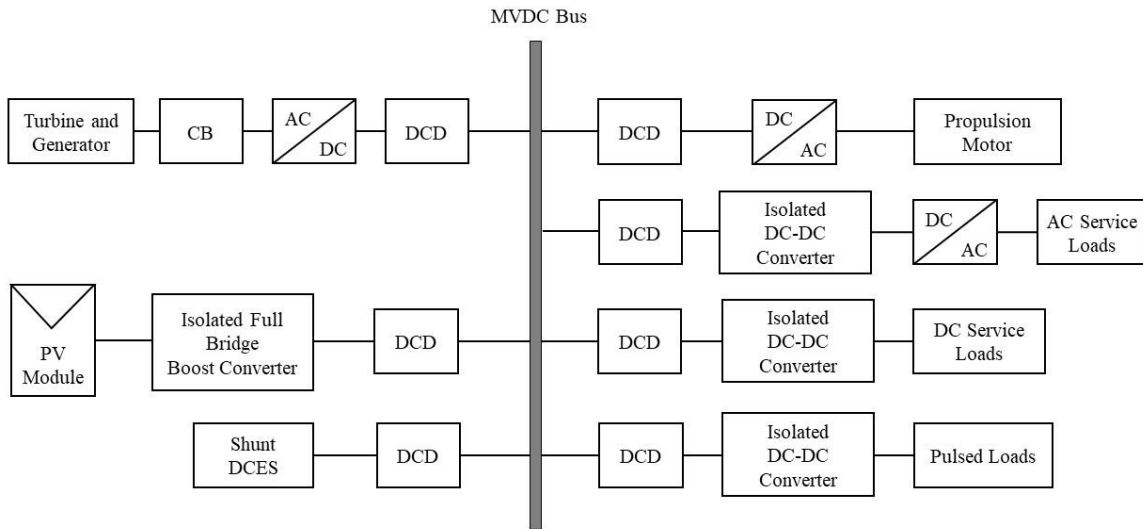 MVDC Bus
Turbine and
Generator
CB
AC
DC
DCD
DCD
DC
AC
Propulsion
Motor
DCD
Isolated
DC-DC
Converter
DC
AC
AC Service
Loads
PV
Module
Isolated Full
Bridge
Boost Converter
DCD
DCD
Isolated
DC-DC
Converter
DC Service
Loads
Shunt
DCES
DCD
DCD
Isolated
DC-DC
Converter
Pulsed Loads